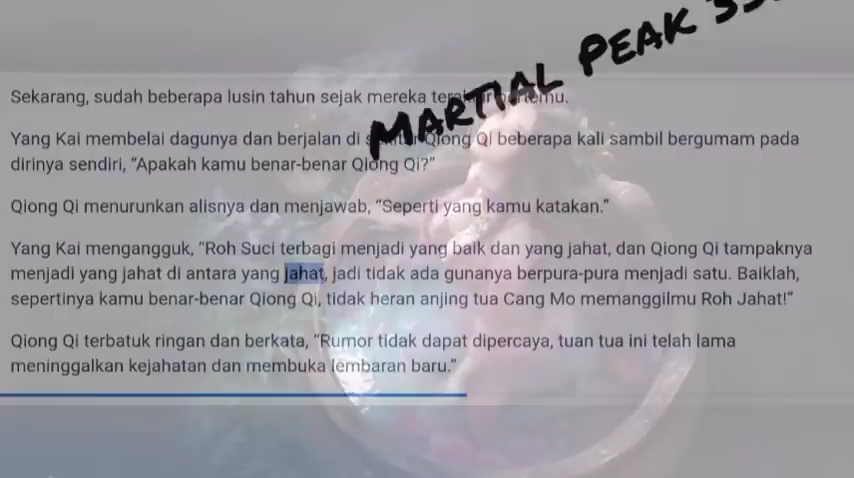 MARTIAL PEAK
Sekarang, sudah beberapa lusin tahun sejak mereka
Yang Kai membelai dagunya dan berjalan di Qiong Qi beberapa kali sambil bergumam pada
dirinya sendiri, “Apakah kamu benar-benar Qiong Qi?”
Qiong Qi menurunkan alisnya dan menjawab, “Seperti yang kamu katakan.”
Yang Kai mengangguk, “Roh Suci terbagi menjadi yang baik dan yang jahat, dan Qiong Qi tampaknya
menjadi yang jahat di antara yang jahat, jadi tidak ada gunanya berpura-pura menjadi satu. Baiklah,
sepertinya kamu benar-benar Qiong Qi, tidak heran anjing tua Cang Mo memanggilmu Roh Jahat!”
Qiong Qi terbatuk ringan dan berkata, “Rumor tidak dapat dipercaya, tuan tua ini telah lama
meninggalkan kejahatan dan membuka lembaran baru.”